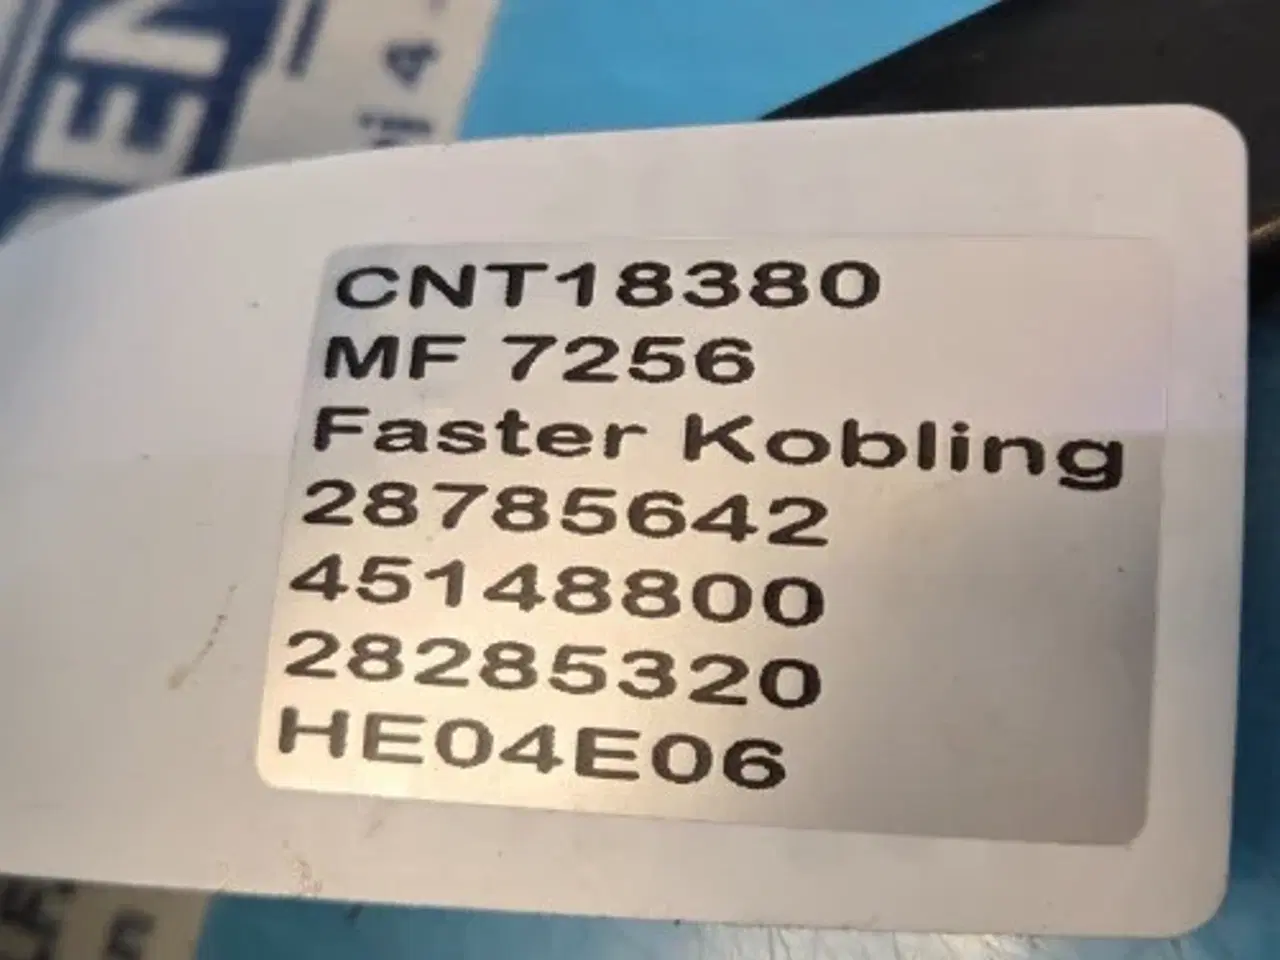 CNT18380
MF 7256
Faster Kobling
28785642
45148800
28285320
HE04E06